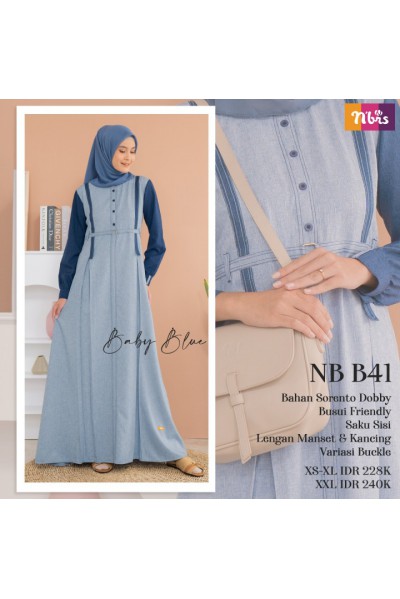 Nbrs
GIVENCHY
Baby Blue
NB B41
Bahan Sorento Dobby
Busui Friendly
Saku Sisi
Lengan Manset & Kancing
Variasi Buckle
XS-XL IDR 228K
XXL IDR 240K